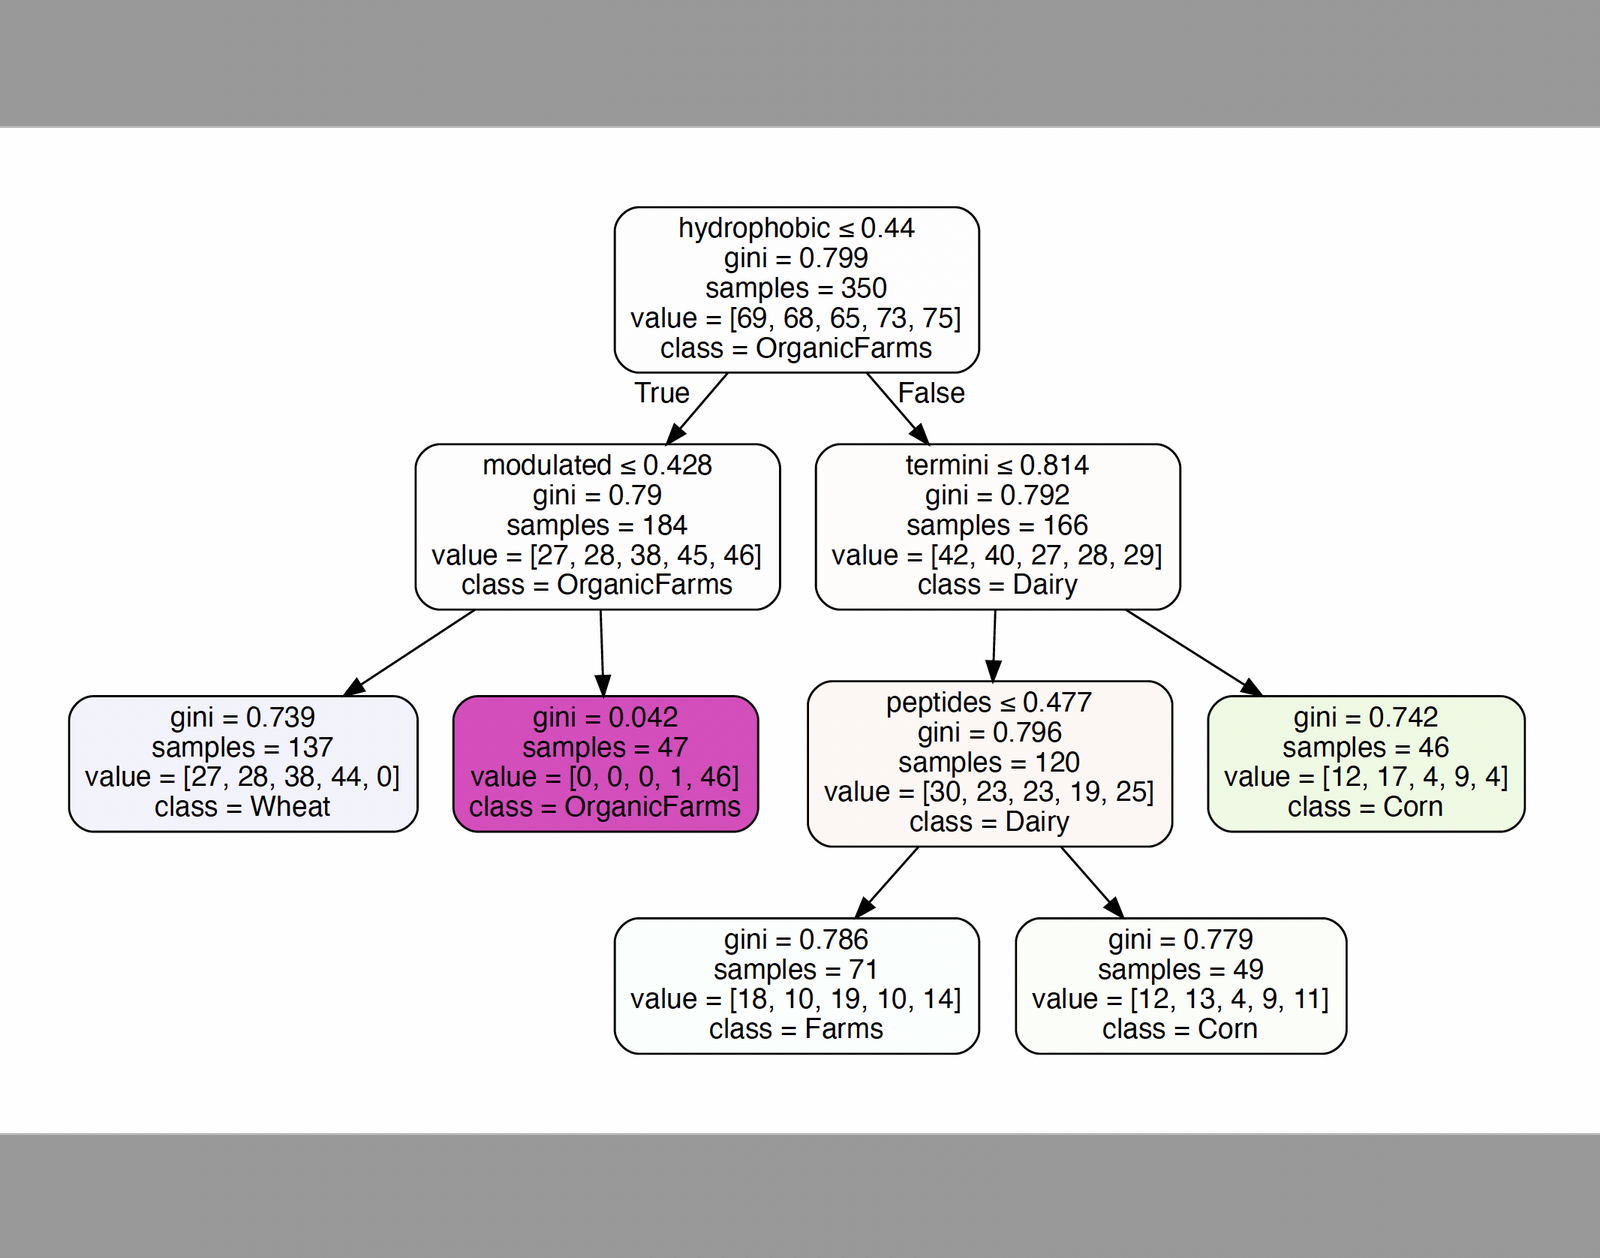 hydrophobic ≤ 0.44
gini = 0.799
samples = 350
value = [69, 68, 65, 73, 75]
class = OrganicFarms
True
False
modulated ≤ 0.428
gini = 0.79
samples = 184
value = [27, 28, 38, 45, 46]
class = OrganicFarms
termini ≤ 0.814
gini = 0.792
samples = 166
value = [42, 40, 27, 28, 29]
class = Dairy
gini = 0.739
samples = 137
value = [27, 28, 38, 44, 0]
class = Wheat
gini = 0.042
samples = 47
value = [0, 0, 0, 1, 46]
class = OrganicFarms
peptides ≤ 0.477
gini = 0.796
samples = 120
value = [30, 23, 23, 19, 25]
class = Dairy
gini = 0.742
samples = 46
value = [12, 17, 4, 9, 4]
class = Corn
gini = 0.786
samples = 71
value = [18, 10, 19, 10, 14]
class = Farms
gini = 0.779
samples = 49
value = [12, 13, 4, 9, 11]
class = Corn